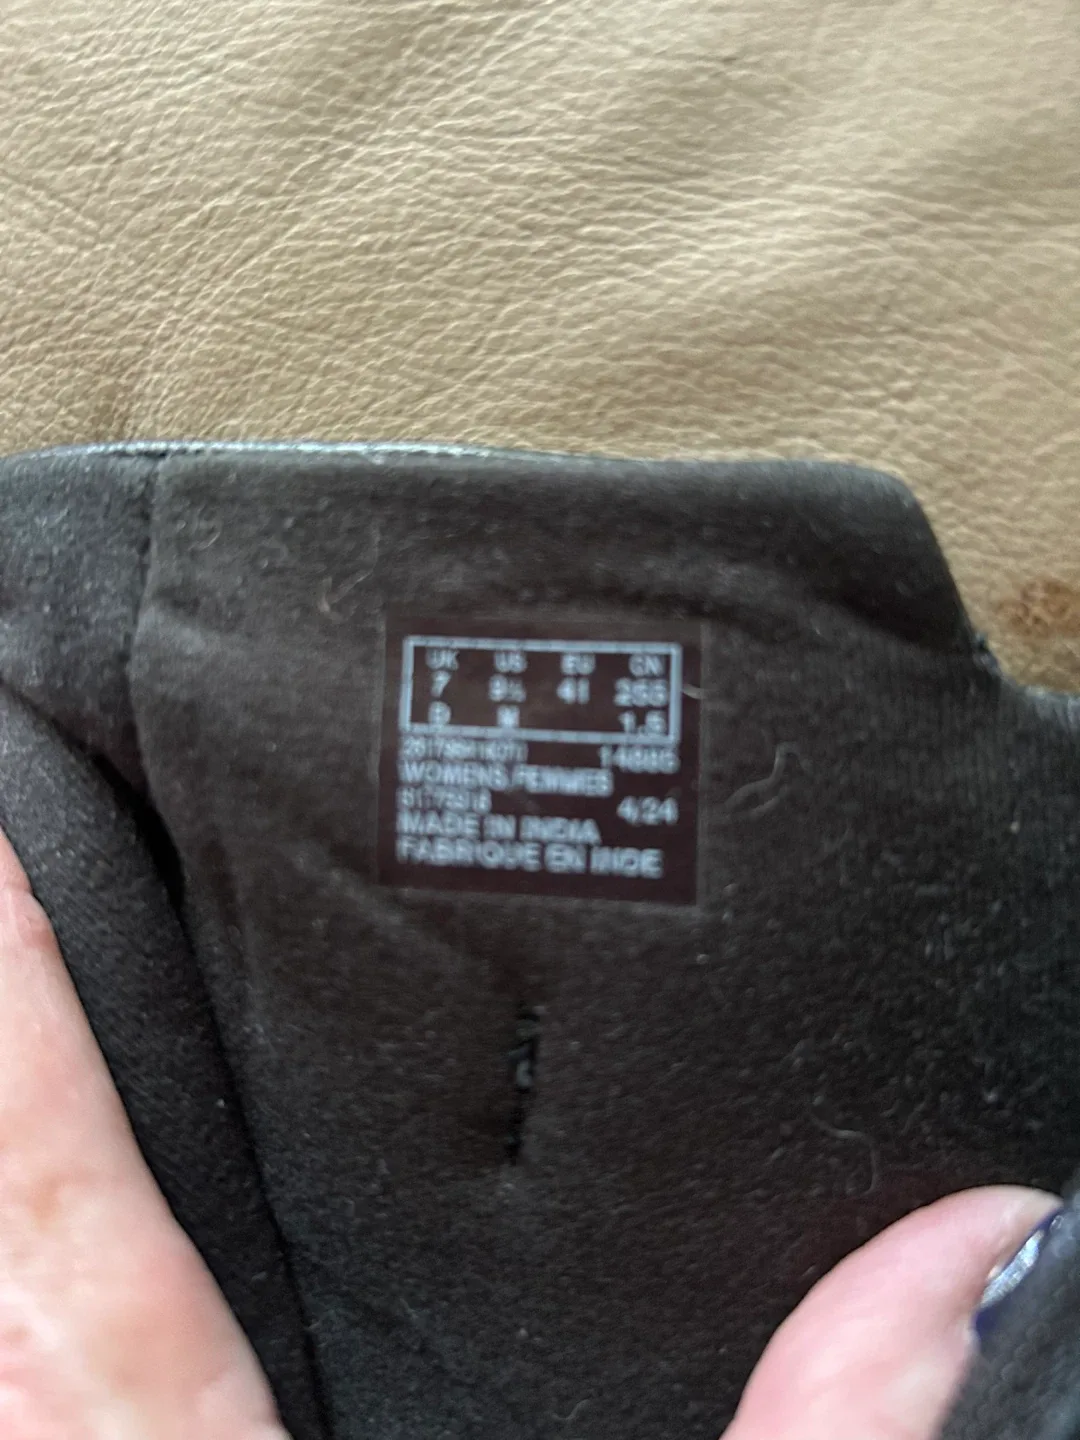 UK US EU CN
7 9½ 41 255
D M 1.5
WOMENS/FEMMES
4/24
MADE IN INDIA
FABRIQUE EN INDE